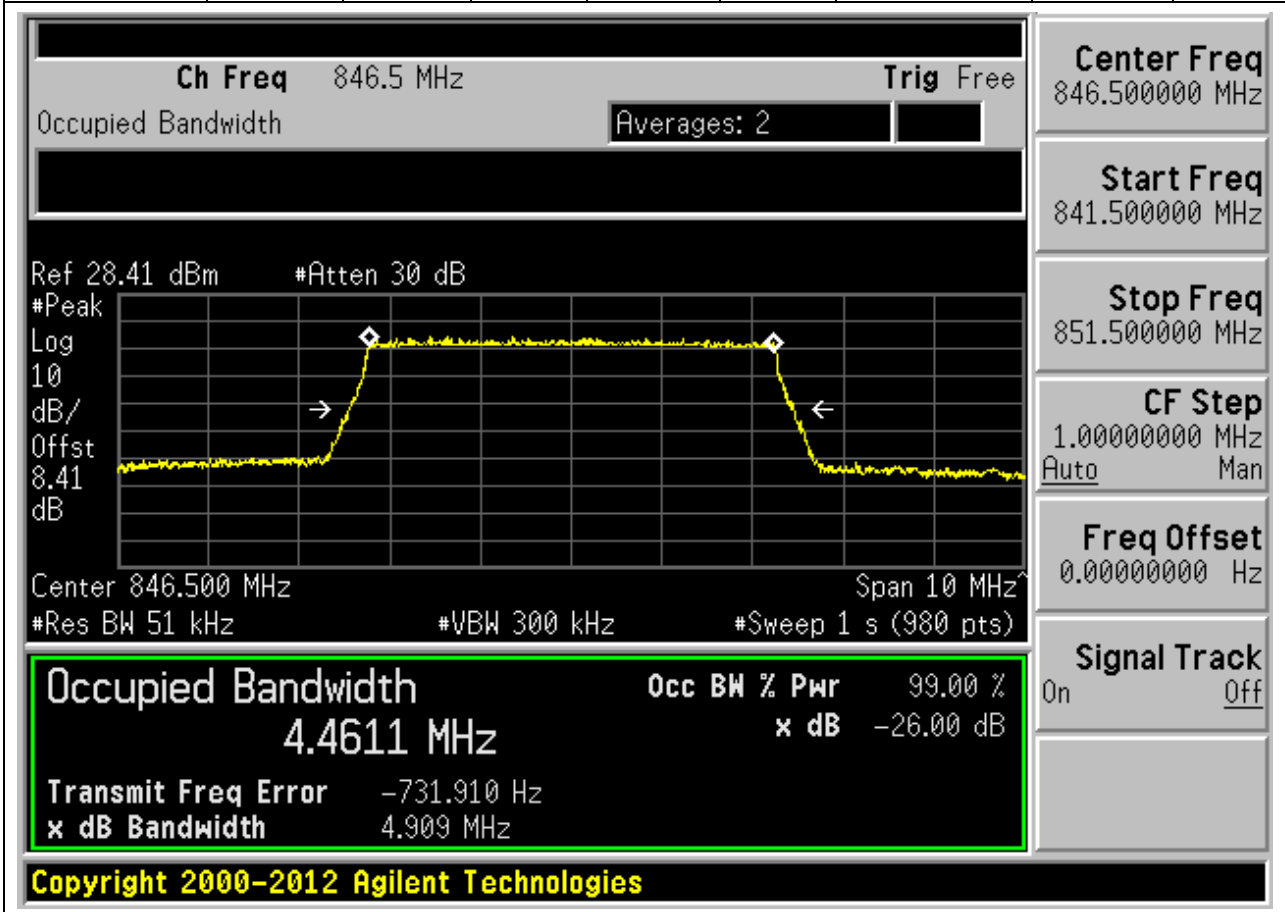 Ch Freq 846.5 MHz Trig Free
Occupied Bandwidth Averages: 2
Ref 28.41 dBm #Atten 30 dB
#Peak
Log
10
dB/
Offst
8.41
dB
Center 846.500 MHz Span 10 MHz^
#Res BW 51 kHz #VBW 300 kHz #Sweep 1 s (980 pts)
Occupied Bandwidth Occ BW % Pwr 99.00 %
4.4611 MHz x dB -26.00 dB
Transmit Freq Error -731.910 Hz
x dB Bandwidth 4.909 MHz
Copyright 2000-2012 Agilent Technologies
Center Freq
846.500000 MHz
Start Freq
841.500000 MHz
Stop Freq
851.500000 MHz
CF Step
1.00000000 MHz
Auto Man
Freq Offset
0.00000000 Hz
Signal Track
On Off